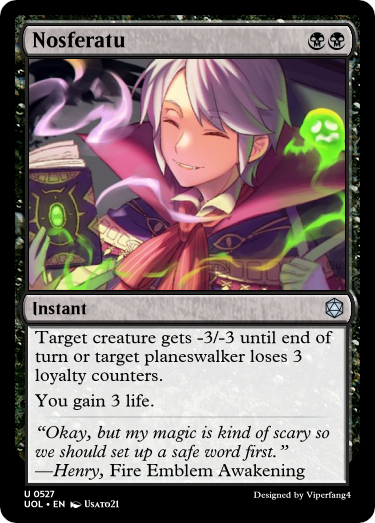 Nosferatu
Instant
Target creature gets -3/-3 until end of
turn or target planeswalker loses 3
loyalty counters.
You gain 3 life.
“Okay, but my magic is kind of scary so
we should set up a safe word first.”
—Henry, Fire Emblem Awakening
U 0527
UOL • EN Usato21
Designed by Viperfang4